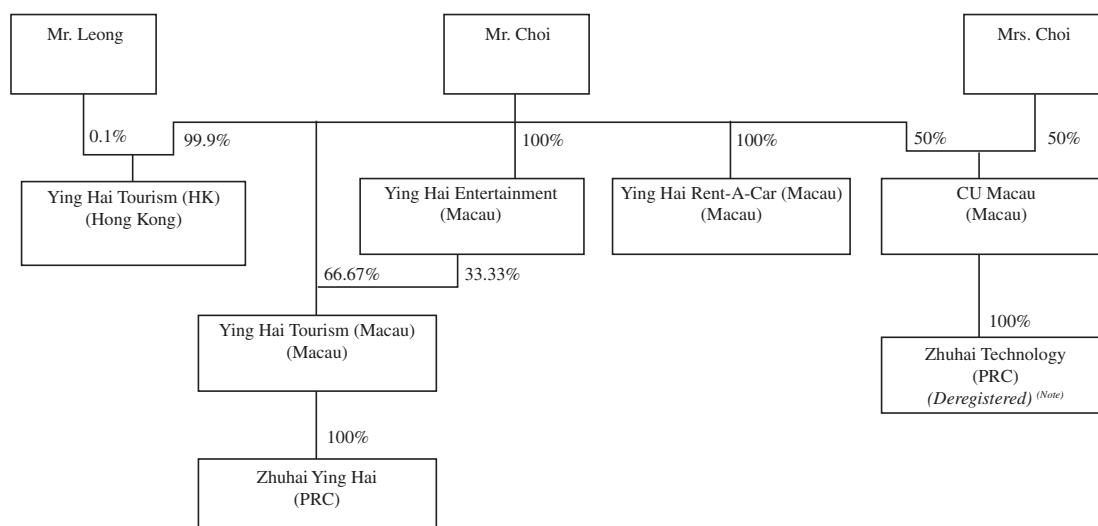 Mr. Leong
Mr. Choi
Mrs. Choi
0.1%
99.9%
100%
100%
50%
50%
Ying Hai Tourism (HK)
(Hong Kong)
Ying Hai Entertainment
(Macau)
Ying Hai Rent-A-Car (Macau)
(Macau)
CU Macau
(Macau)
66.67%
33.33%
Ying Hai Tourism (Macau)
(Macau)
100%
Zhuhai Technology
(PRC)
(Deregistered) (Note)
100%
Zhuhai Ying Hai
(PRC)